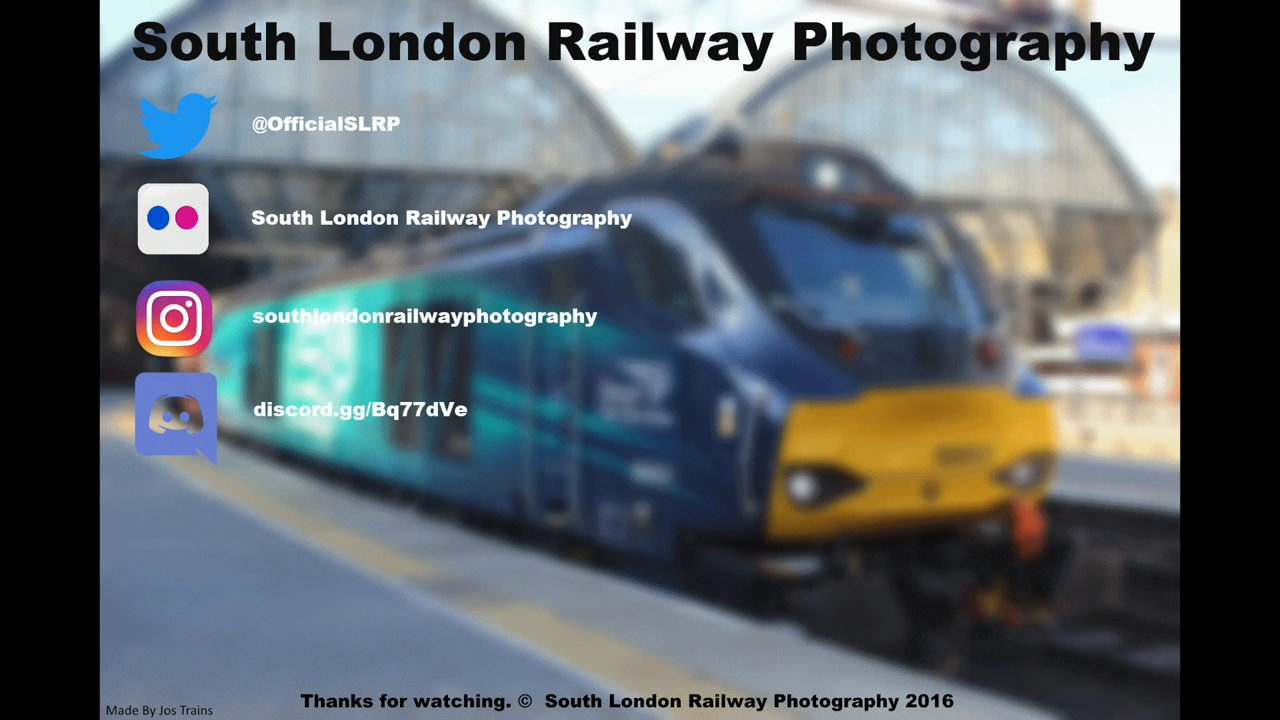 South London Railway Photography
@OfficialSLRP
South London Railway Photography
southlondonrailwayphotography
discord.gg/Bq77dVe
Thanks for watching. © South London Railway Photography 2016
Made By Jos Trains